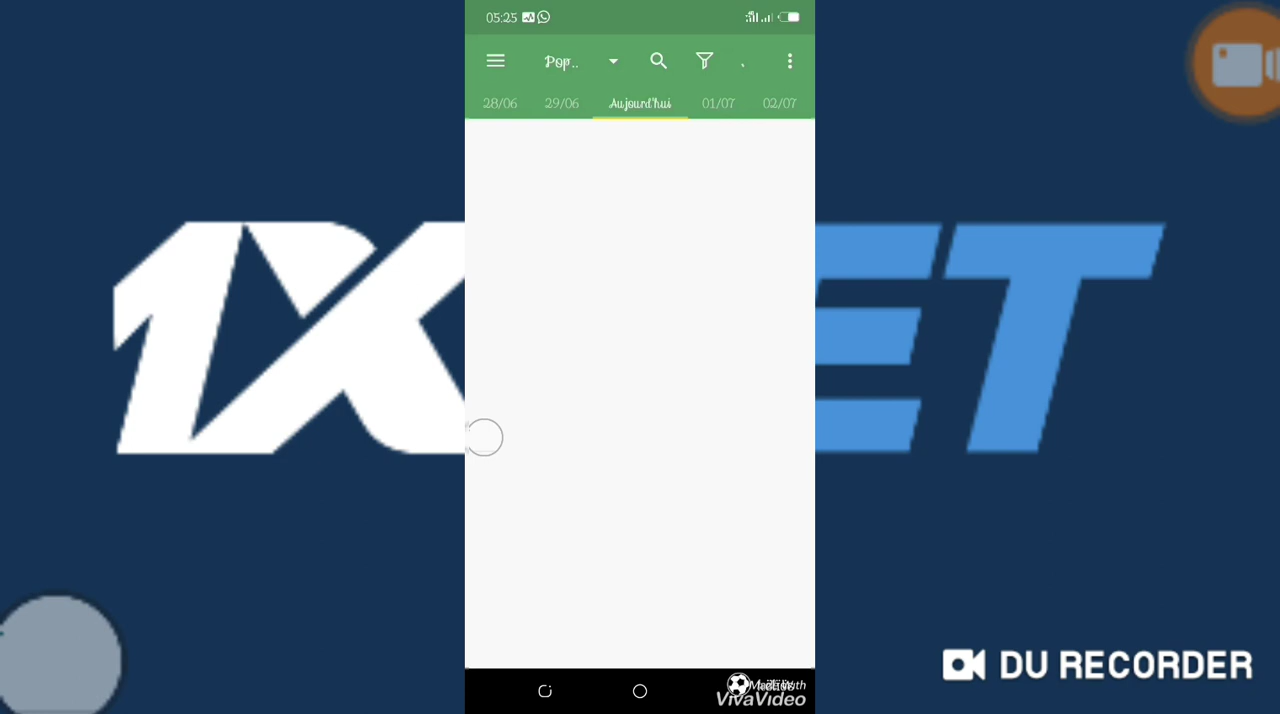 05:25
Pop..
28/06 29/06 Aujourd'hui 01/07 02/07
1X ET
DU RECORDER
VivaVideo